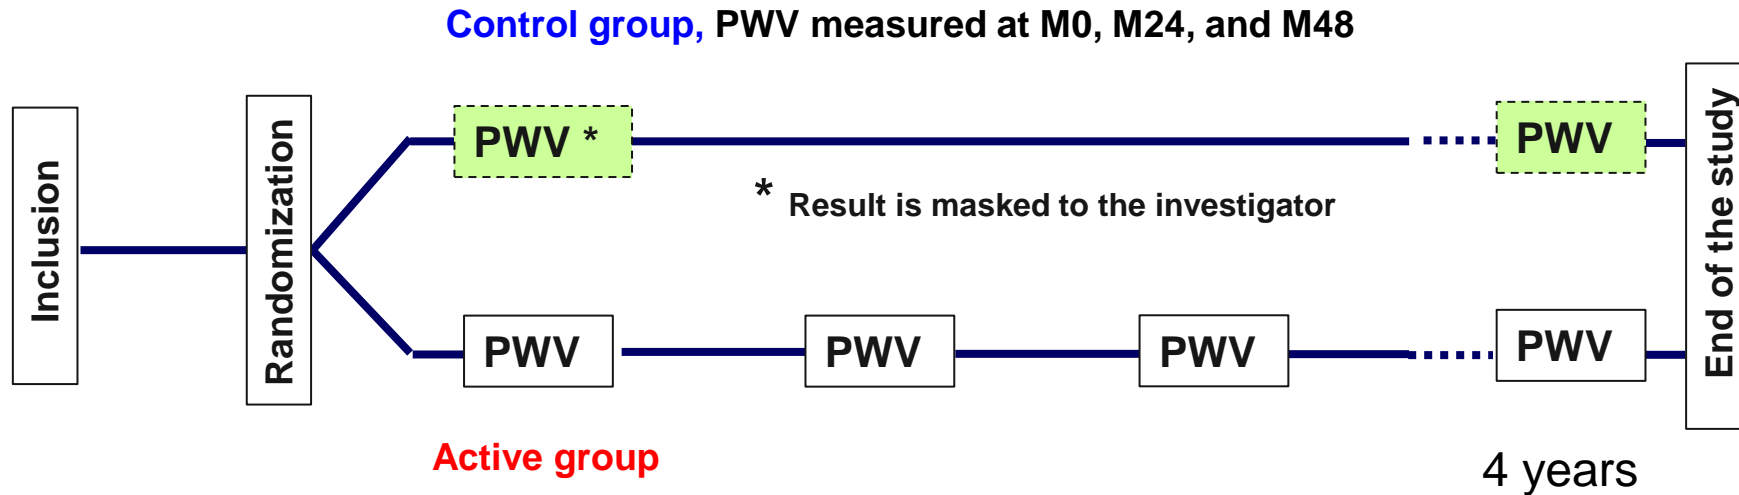 Control group, PWV measured at M0, M24, and M48
Inclusion
Randomization
PWV *
PWV
* Result is masked to the investigator
PWV
PWV
PWV
PWV
End of the study
Active group
4 years